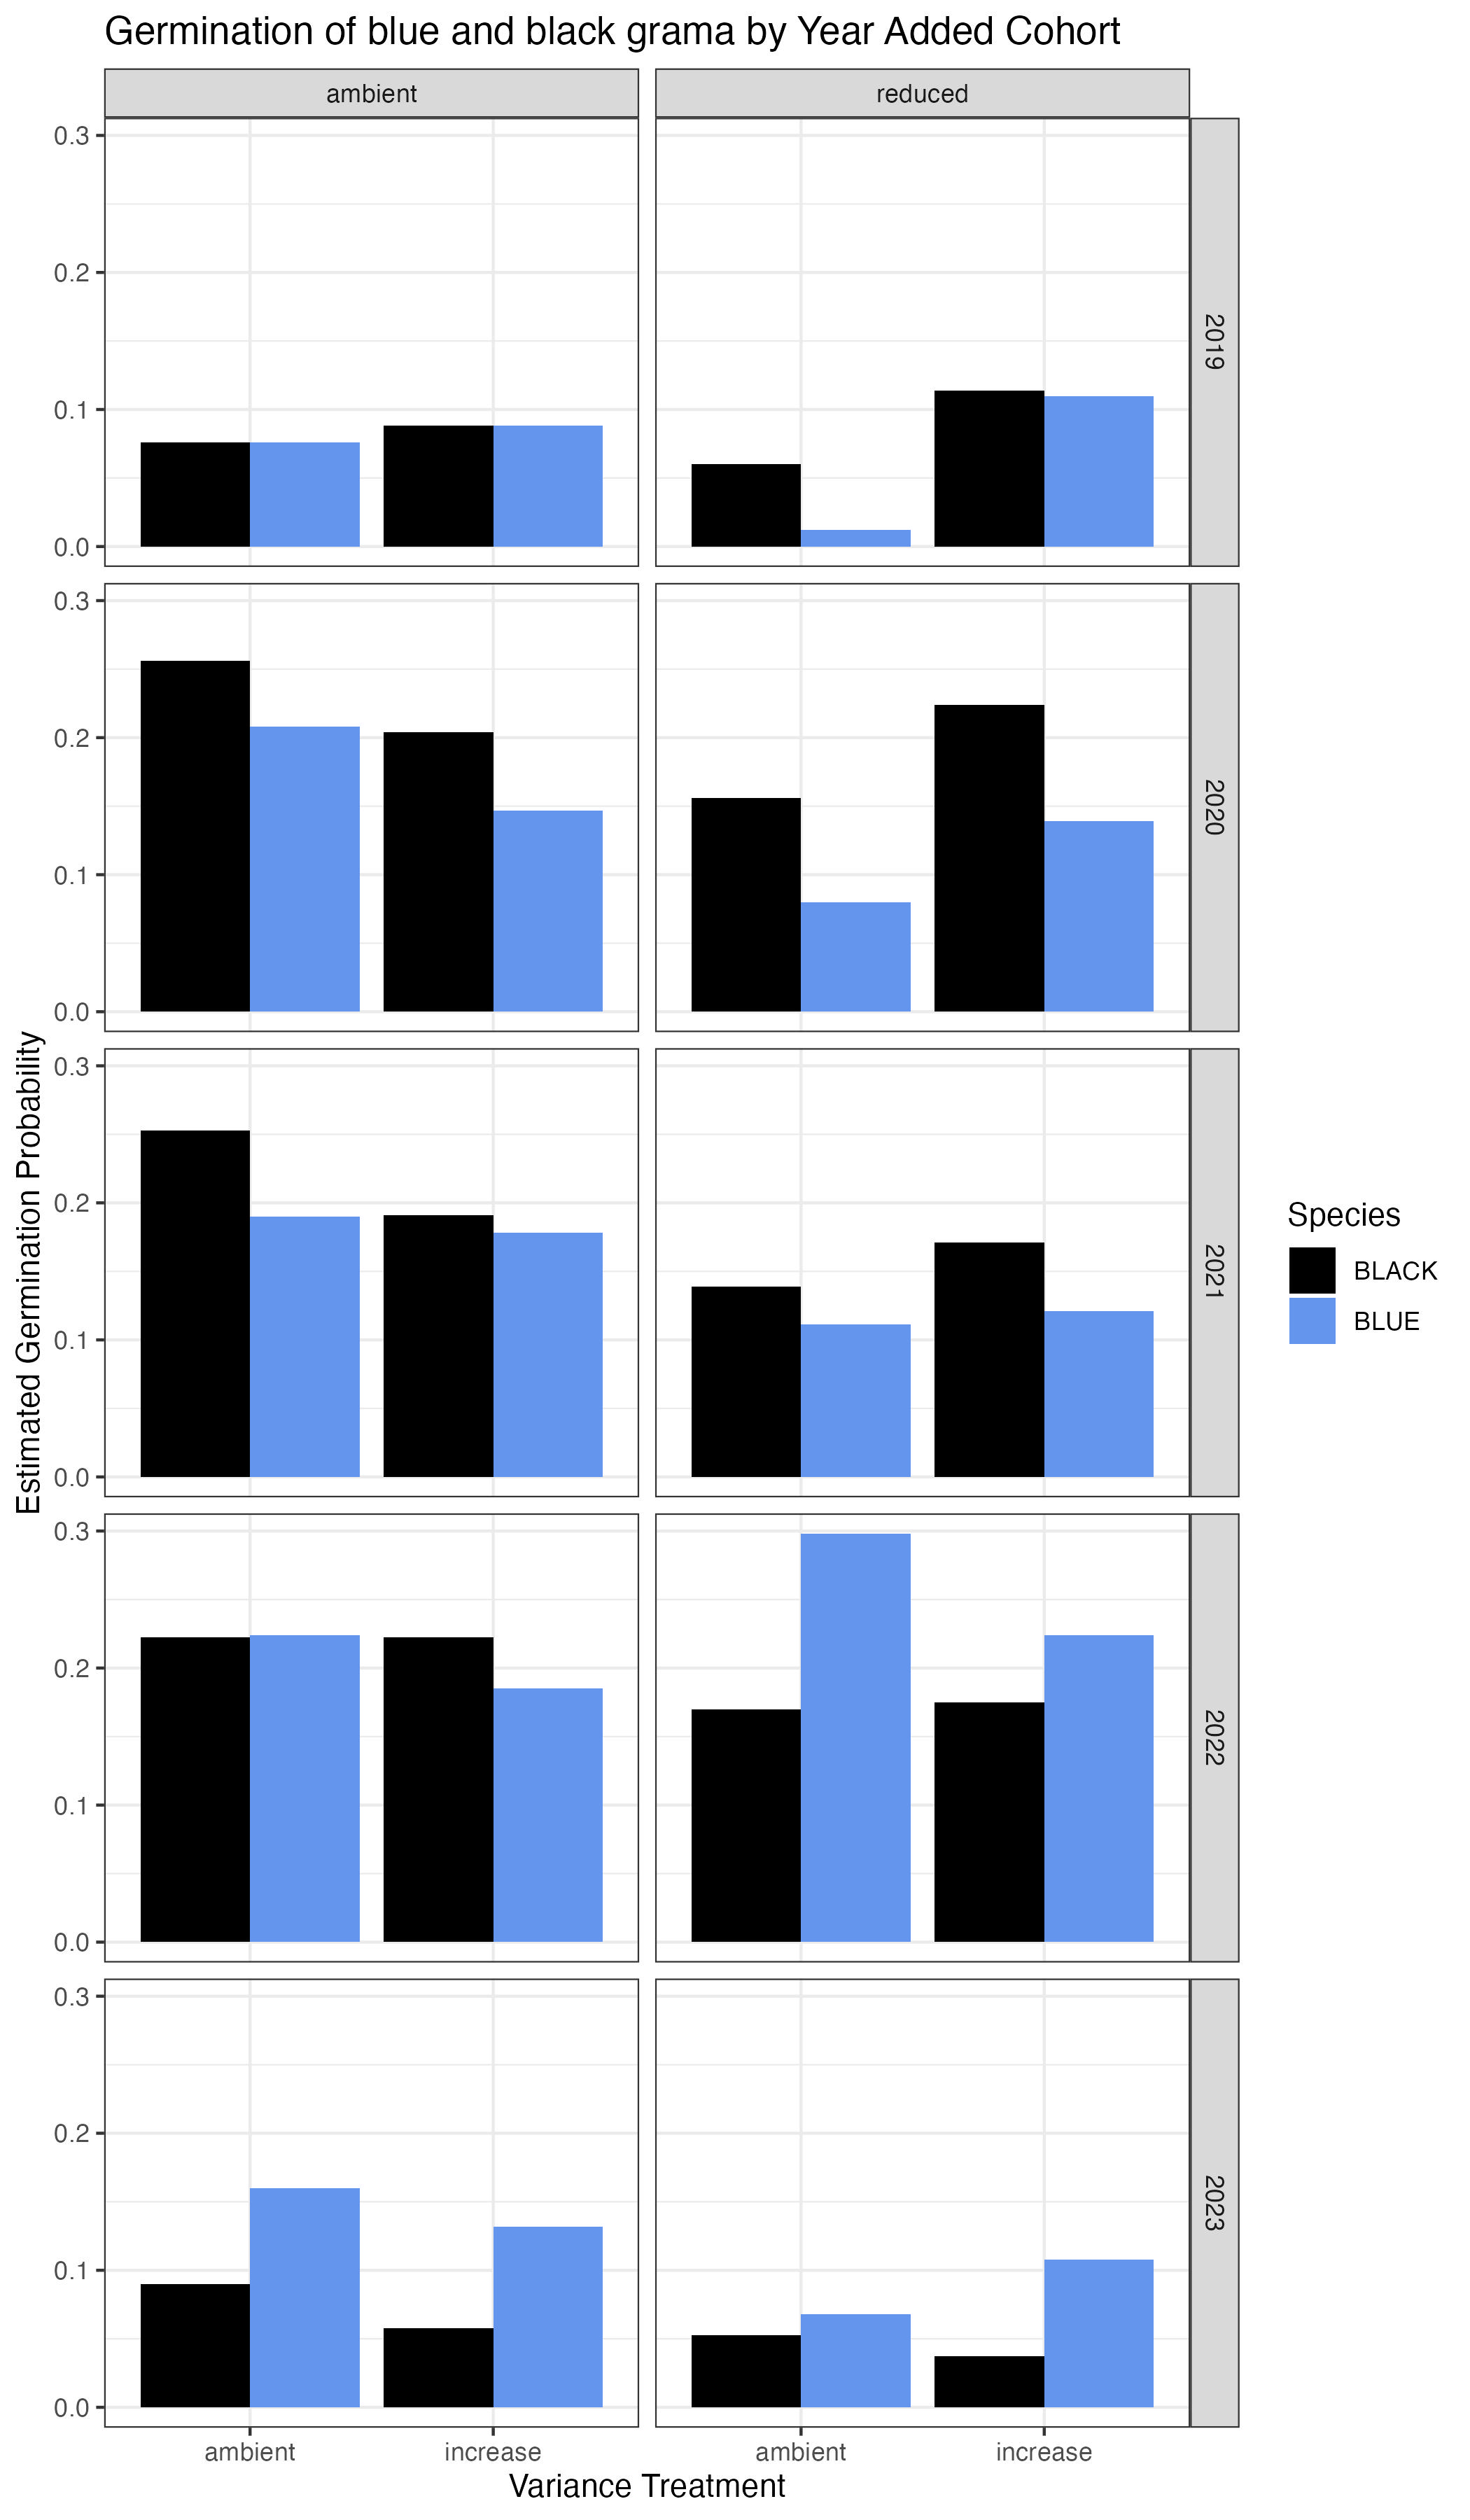 Germination of blue and black grama by Year Added Cohort
ambient
reduced
0.3
0.2
0.1
0.0
2019
0.3
0.2
0.1
0.0
2020
0.3
0.2
0.1
0.0
2021
0.3
0.2
0.1
0.0
2022
0.3
0.2
0.1
0.0
2023
Estimated Germination Probability
ambient
increase
ambient
increase
Variance Treatment
Species
BLACK
BLUE